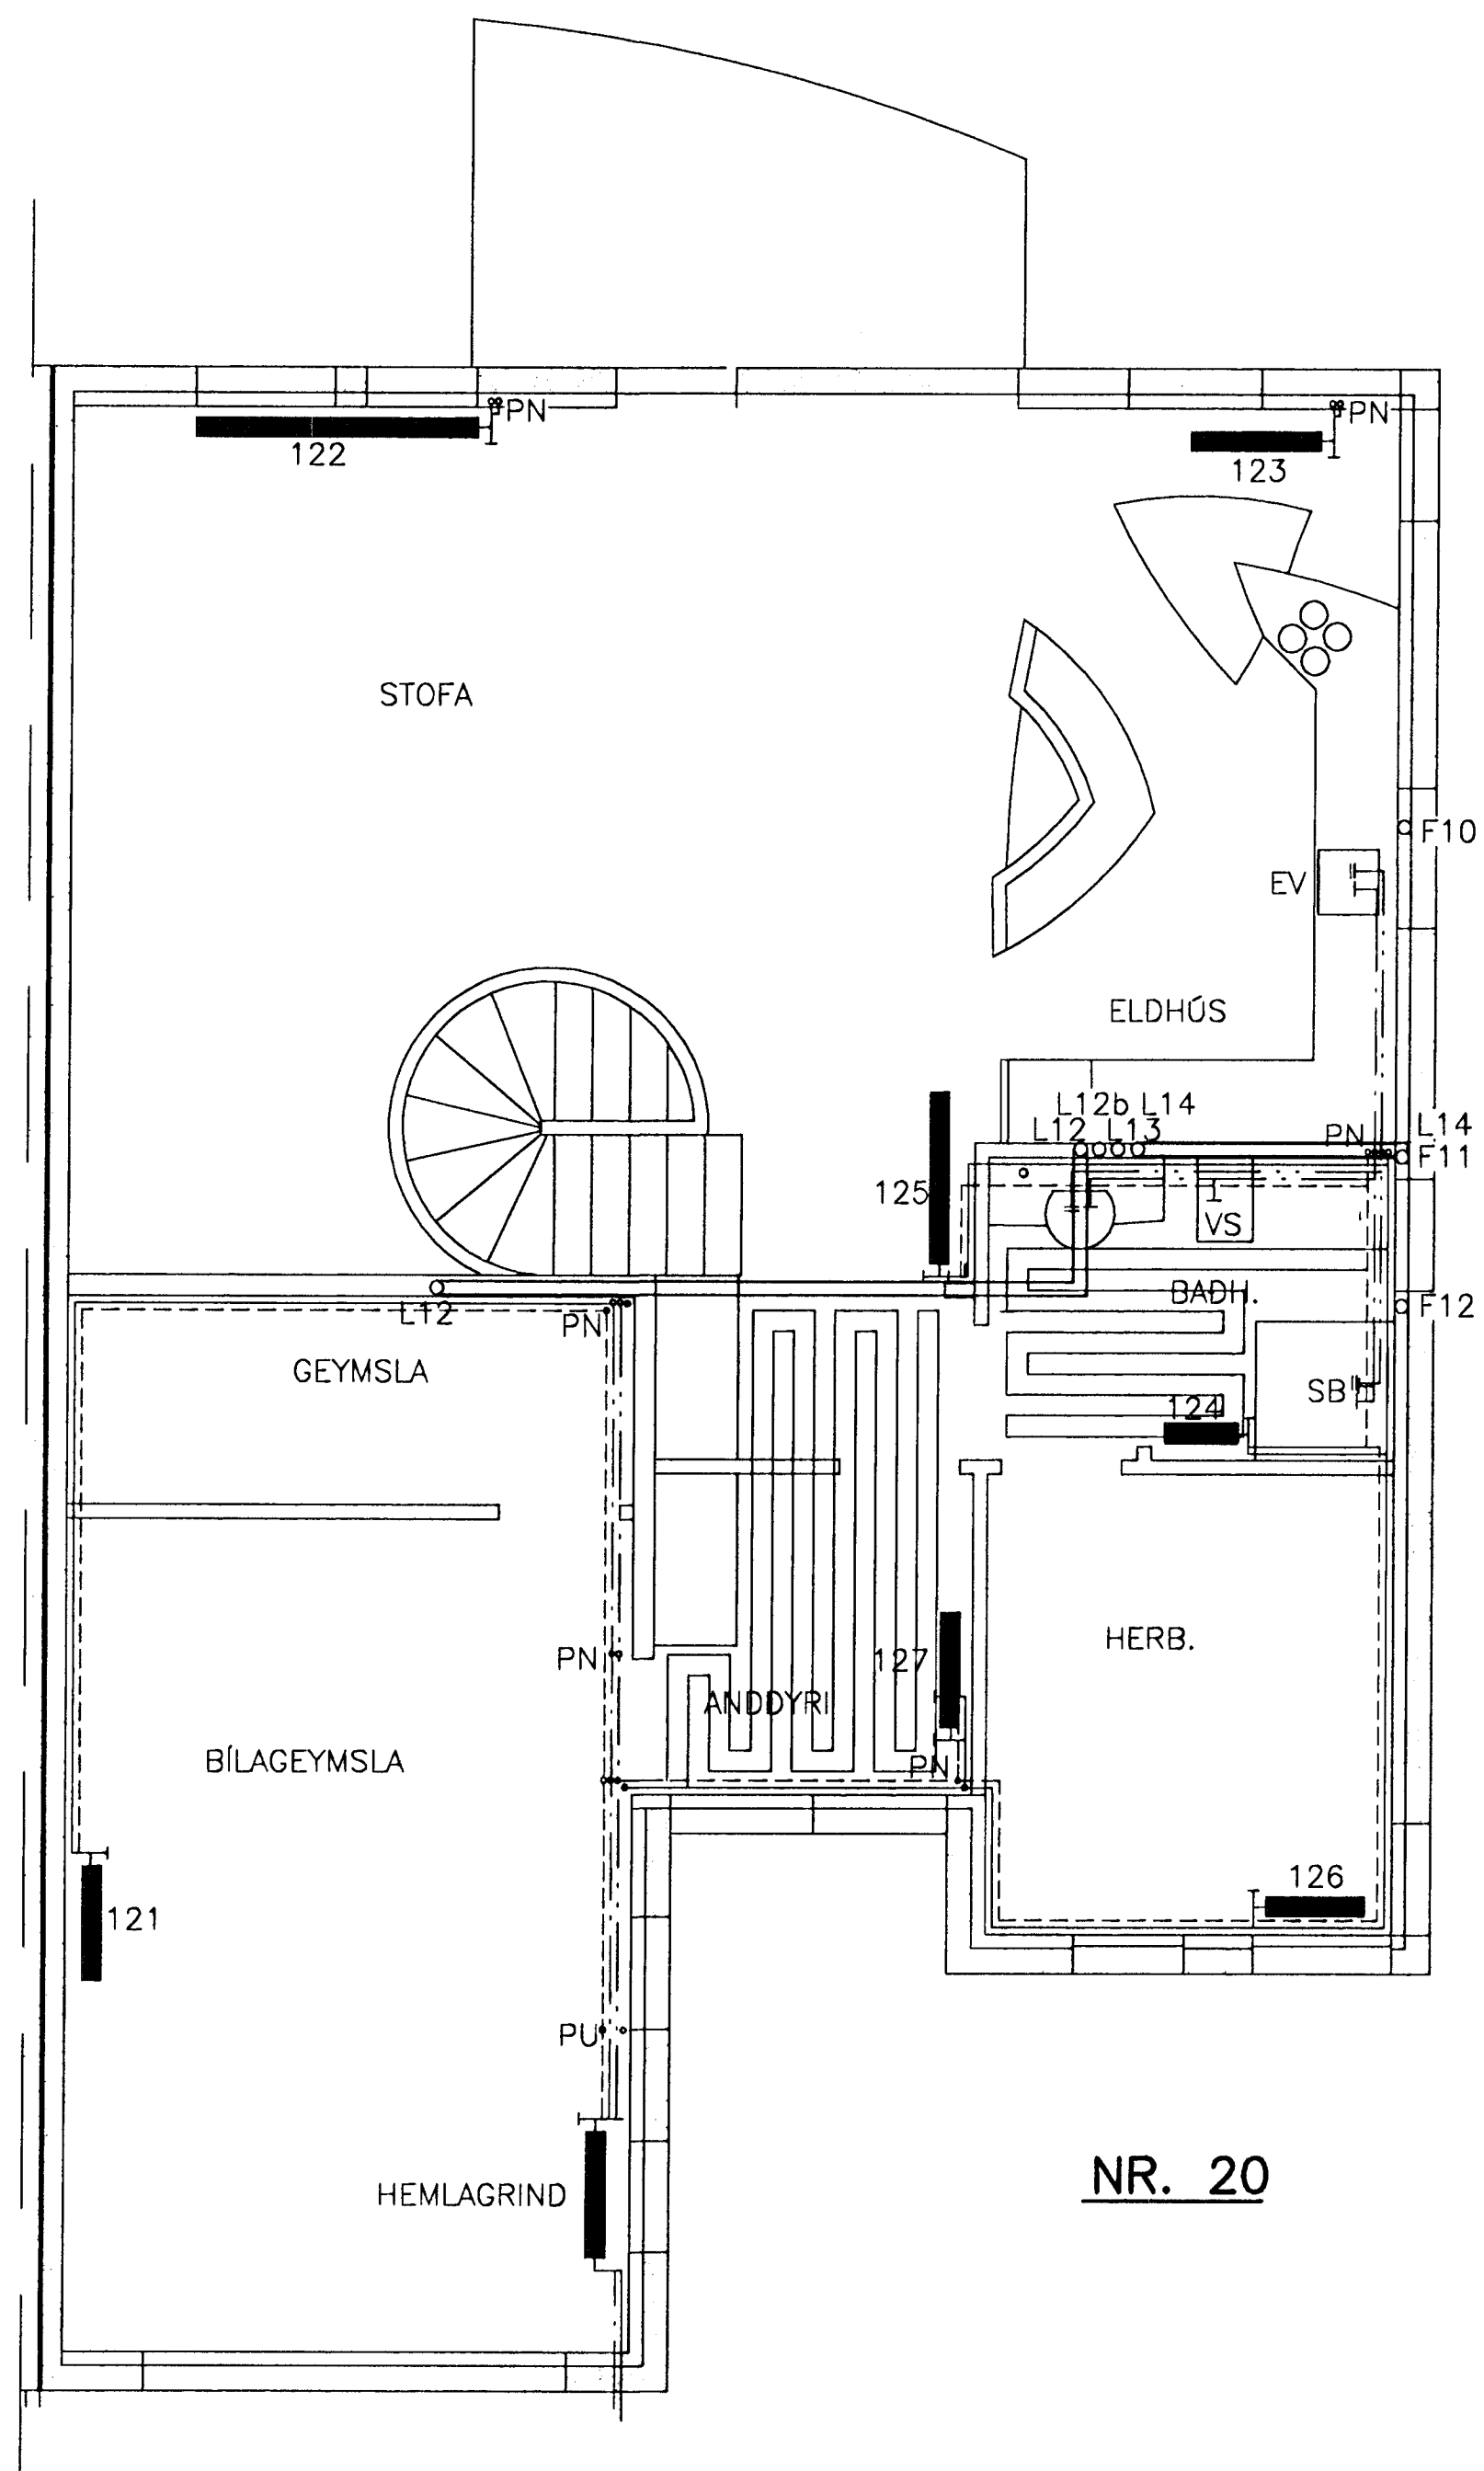 PN
PN
122
123
STOFA
F10
EV
ELDHÚS
L12b L14
L12 L13
PN
L14
F11
125
VS
BADH.
L12
PN
F12
GEYMSLA
SB
124
HERB.
PN
127
ANDDYRI
BÍLAGEYMSLA
PN
126
121
PU
NR. 20
HEMLAGRIND